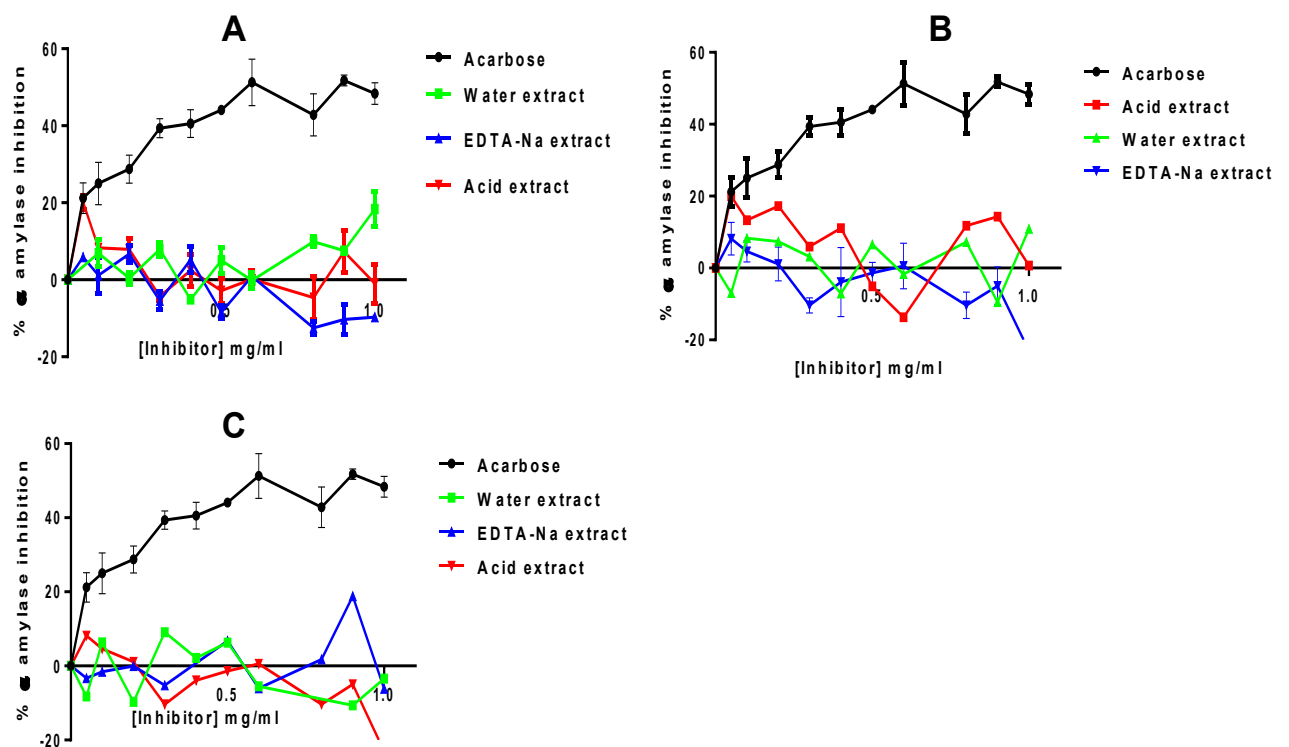 A
60
40
20
0
-20
% α amylase inhibition
0.5
1.0
[Inhibitor] mg/ml
Acarbose
Water extract
EDTA-Na extract
Acid extract
B
60
40
20
0
-20
% α amylase inhibition
0.5
1.0
[Inhibitor] mg/ml
Acarbose
Acid extract
Water extract
EDTA-Na extract
C
60
40
20
0
-20
% α amylase inhibition
0.5
1.0
[Inhibitor] mg/ml
Acarbose
Water extract
EDTA-Na extract
Acid extract